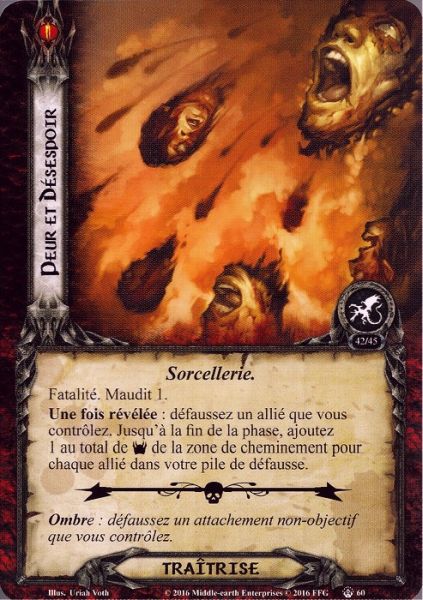 PEUR ET DÉSESPOIR
42/45
Sorcellerie.
Fatalité. Maudit 1.
Une fois révélée : défaussez un allié que vous
contrôlez. Jusqu'à la fin de la phase, ajoutez
1 au total de de la zone de cheminement pour
chaque allié dans votre pile de défausse.
Ombre : défaussez un attachement non-objectif
que vous contrôlez.
TRAÎTRISE
Illus. Uriah Voth © 2016 Middle-earth Enterprises © 2016 FFG 60